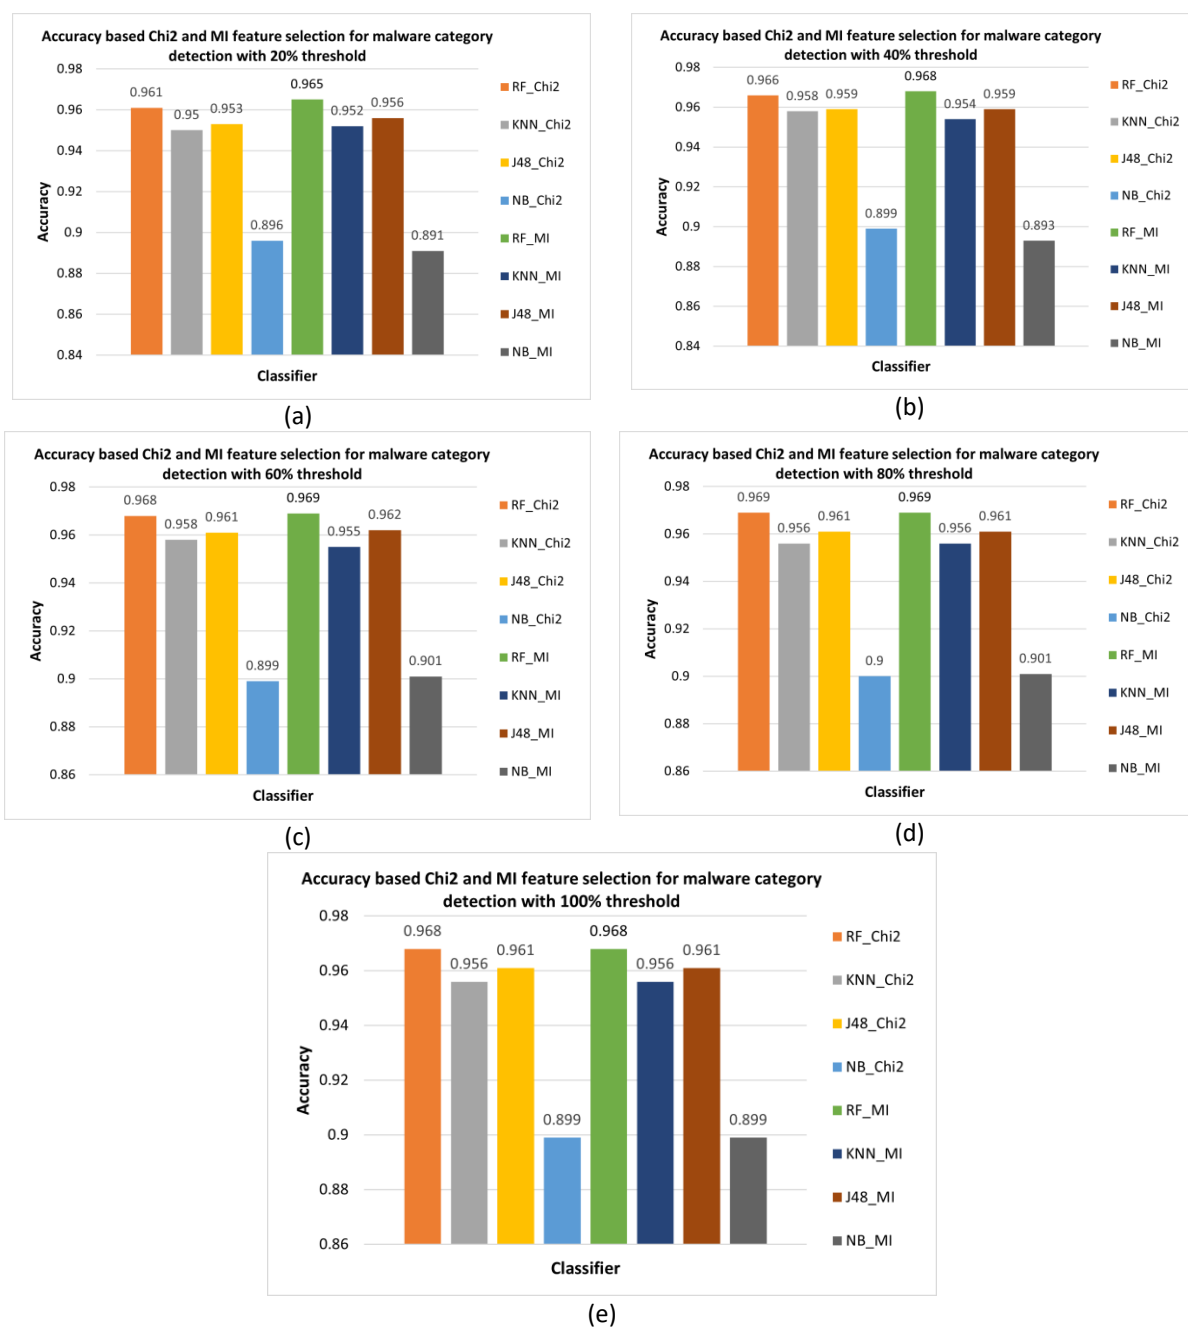 Accuracy based Chi2 and MI feature selection for malware category
detection with 20% threshold
0.98
0.96
0.94
0.92
0.9
0.88
0.86
0.84
Accuracy
0.961
0.95
0.953
0.896
0.965
0.952
0.956
0.891
Classifier
RF_Chi2
KNN_Chi2
J48_Chi2
NB_Chi2
RF_MI
KNN_MI
J48_MI
NB_MI
(a)
Accuracy based Chi2 and MI feature selection for malware category
detection with 40% threshold
0.98
0.96
0.94
0.92
0.9
0.88
0.86
0.84
Accuracy
0.966
0.958
0.959
0.899
0.968
0.954
0.959
0.893
Classifier
RF_Chi2
KNN_Chi2
J48_Chi2
NB_Chi2
RF_MI
KNN_MI
J48_MI
NB_MI
(b)
Accuracy based Chi2 and MI feature selection for malware category
detection with 60% threshold
0.98
0.96
0.94
0.92
0.9
0.88
0.86
Accuracy
0.968
0.958
0.961
0.899
0.969
0.955
0.962
0.901
Classifier
RF_Chi2
KNN_Chi2
J48_Chi2
NB_Chi2
RF_MI
KNN_MI
J48_MI
NB_MI
(c)
Accuracy based Chi2 and MI feature selection for malware category
detection with 80% threshold
0.98
0.96
0.94
0.92
0.9
0.88
0.86
Accuracy
0.969
0.956
0.961
0.9
0.969
0.956
0.961
0.901
Classifier
RF_Chi2
KNN_Chi2
J48_Chi2
NB_Chi2
RF_MI
KNN_MI
J48_MI
NB_MI
(d)
Accuracy based Chi2 and MI feature selection for malware category
detection with 100% threshold
0.98
0.96
0.94
0.92
0.9
0.88
0.86
Accuracy
0.968
0.956
0.961
0.899
0.968
0.956
0.961
0.899
Classifier
RF_Chi2
KNN_Chi2
J48_Chi2
NB_Chi2
RF_MI
KNN_MI
J48_MI
NB_MI
(e)